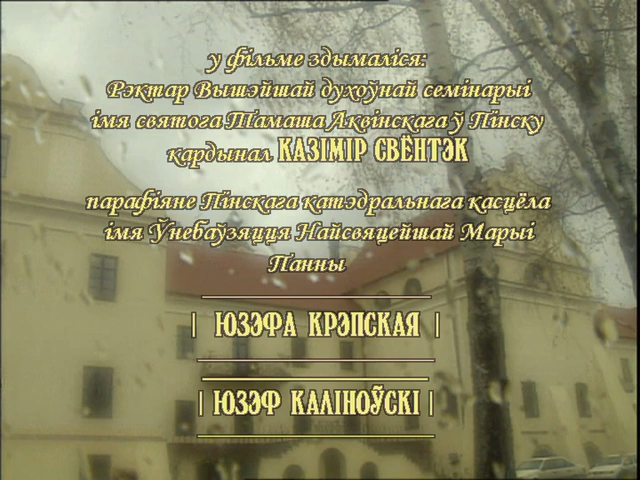 у фільме здымаліся:
Рэктар Вышэйшай духоўнай семінарыі
імя святога Тамаша Аквінскага ў Пінску
кардынал КАЗІМІР СВЁНТЭК
парафіяне Пінскага катэдральнага касцёла
імя Ўнебаўзяцця Найсвяцейшай Марыі
Панны
ЮЗЭФА КРЭПСКАЯ
ЮЗЭФ КАЛІНОЎСКІ